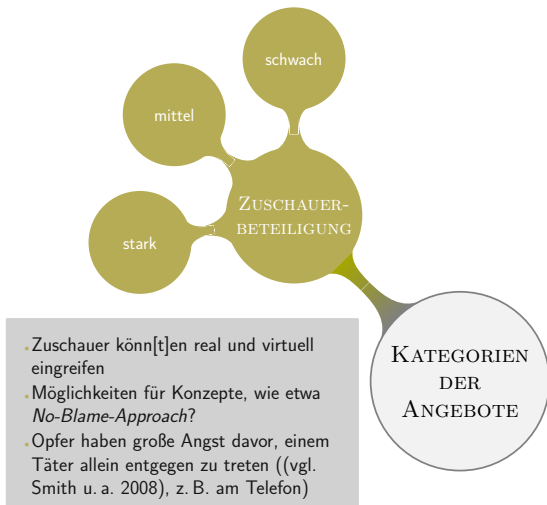 schwach
mittel
stark
ZUSCHAUER-
BETEILIGUNG
KATEGORIEN
DER
ANGEBOTE
Zuschauer könn[t]en real und virtuell
eingreifen
Möglichkeiten für Konzepte, wie etwa
No-Blame-Approach?
Opfer haben große Angst davor, einem
Täter allein entgegen zu treten ((vgl.
Smith u. a. 2008), z. B. am Telefon)